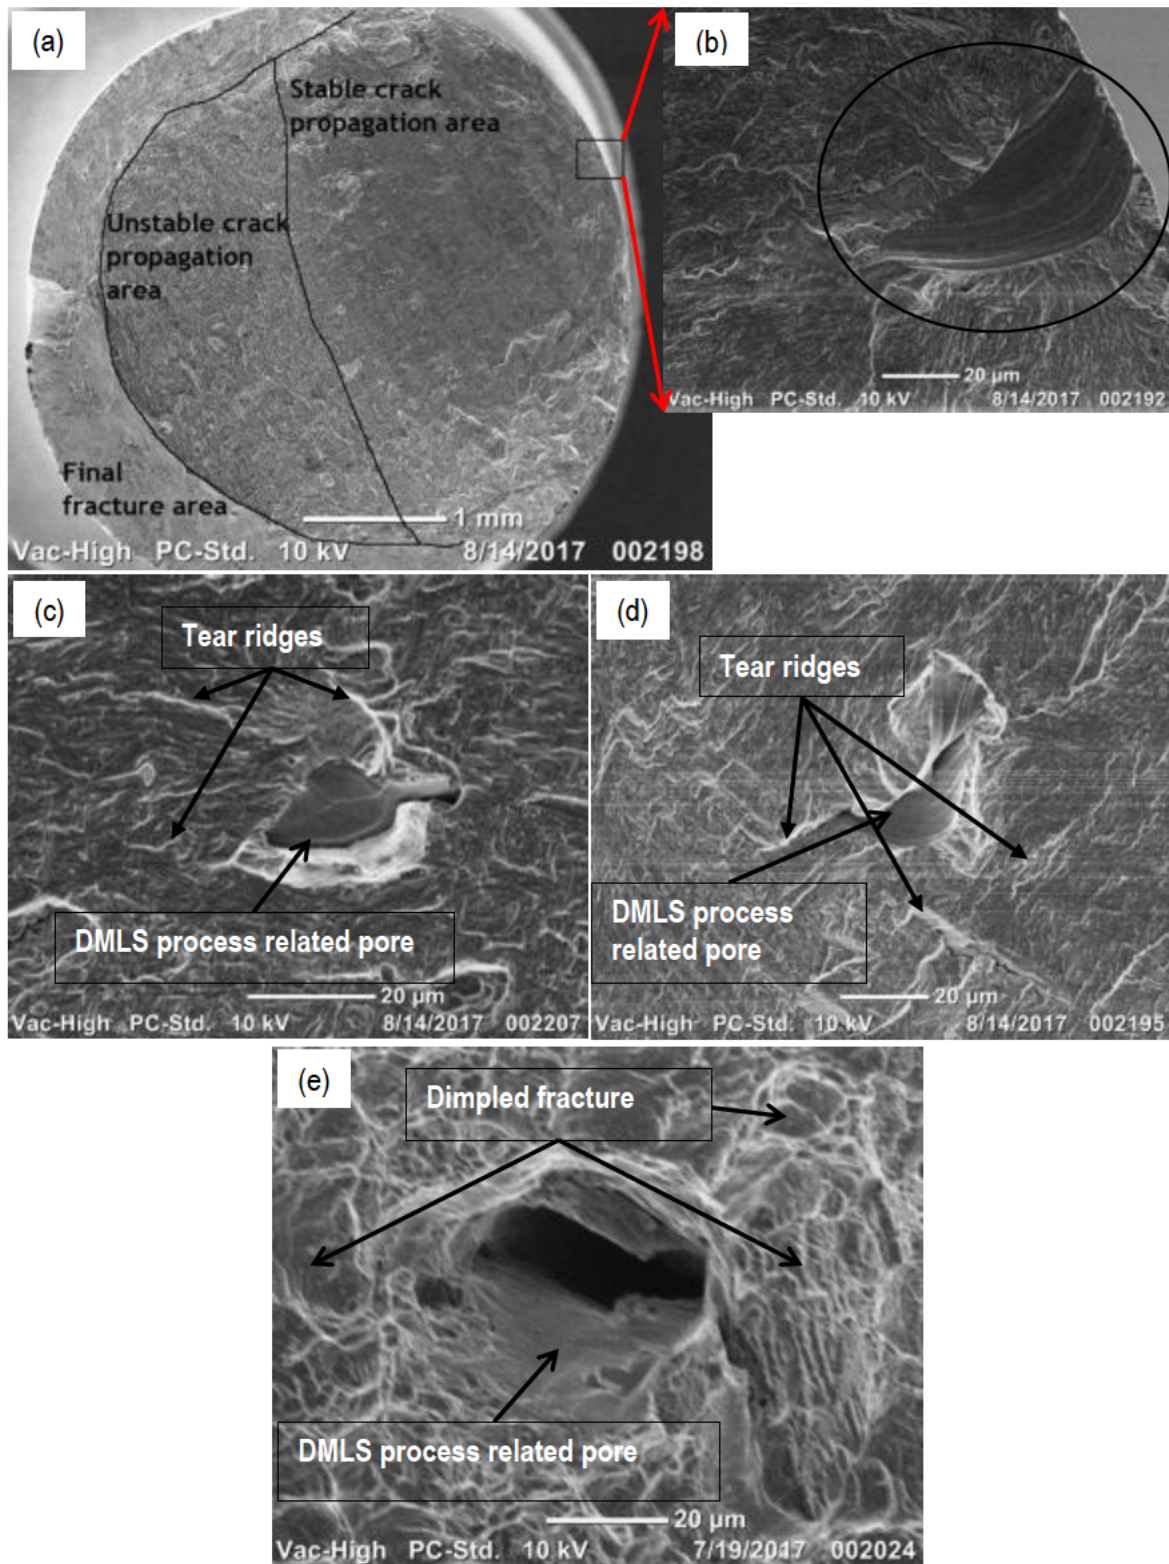 (a)
Stable crack
propagation area
Unstable crack
propagation
area
Final
fracture area
1 mm
Vac-High PC-Std. 10 kV 8/14/2017 002198
(b)
20 µm
Vac-High PC-Std. 10 kV 8/14/2017 002192
(c)
Tear ridges
DMLS process related pore
20 µm
Vac-High PC-Std. 10 kV 8/14/2017 002207
(d)
Tear ridges
DMLS process
related pore
20 µm
Vac-High PC-Std. 10 kV 8/14/2017 002195
(e)
Dimpled fracture
DMLS process related pore
20 µm
Vac-High PC-Std. 10 kV 7/19/2017 002024